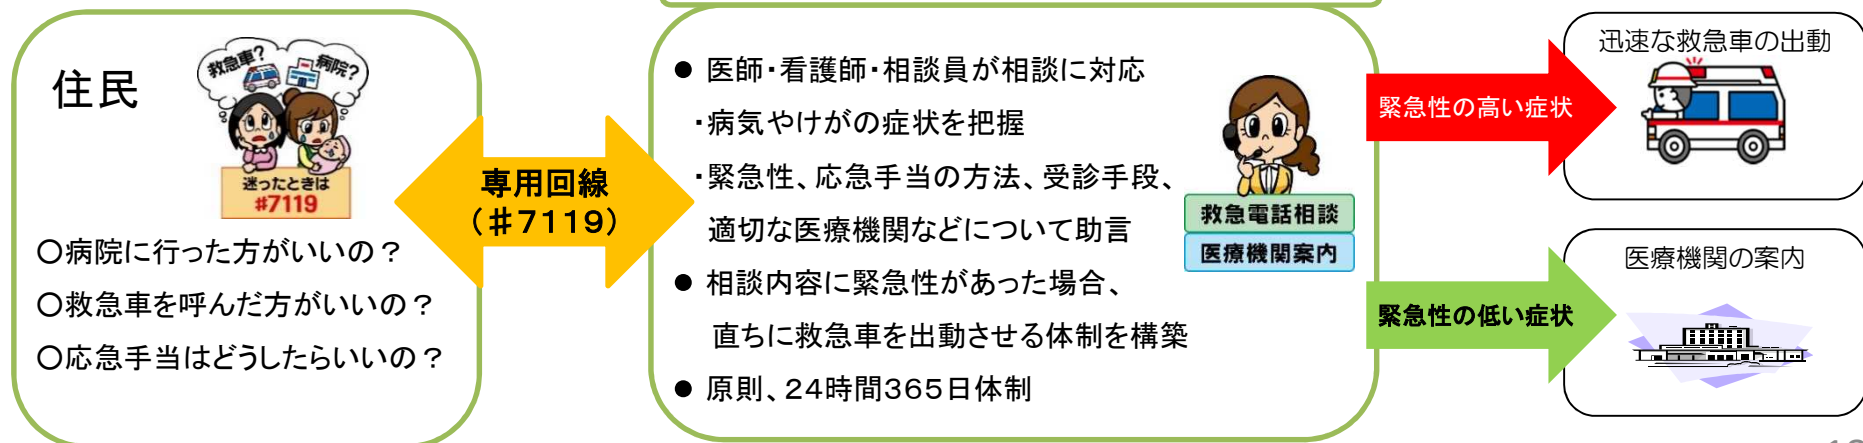 住民
救急車?
病院?
迷ったときは
#7119
○病院に行った方がいいの?
○救急車を呼んだ方がいいの?
○応急手当はどうしたらいいの?
専用回線
(#7119)
● 医師・看護師・相談員が相談に対応
・病気やけがの症状を把握
・緊急性、応急手当の方法、受診手段、
適切な医療機関などについて助言
● 相談内容に緊急性があった場合、
直ちに救急車を出動させる体制を構築
● 原則、24時間365日体制
救急電話相談
医療機関案内
緊急性の高い症状
迅速な救急車の出動
緊急性の低い症状
医療機関の案内